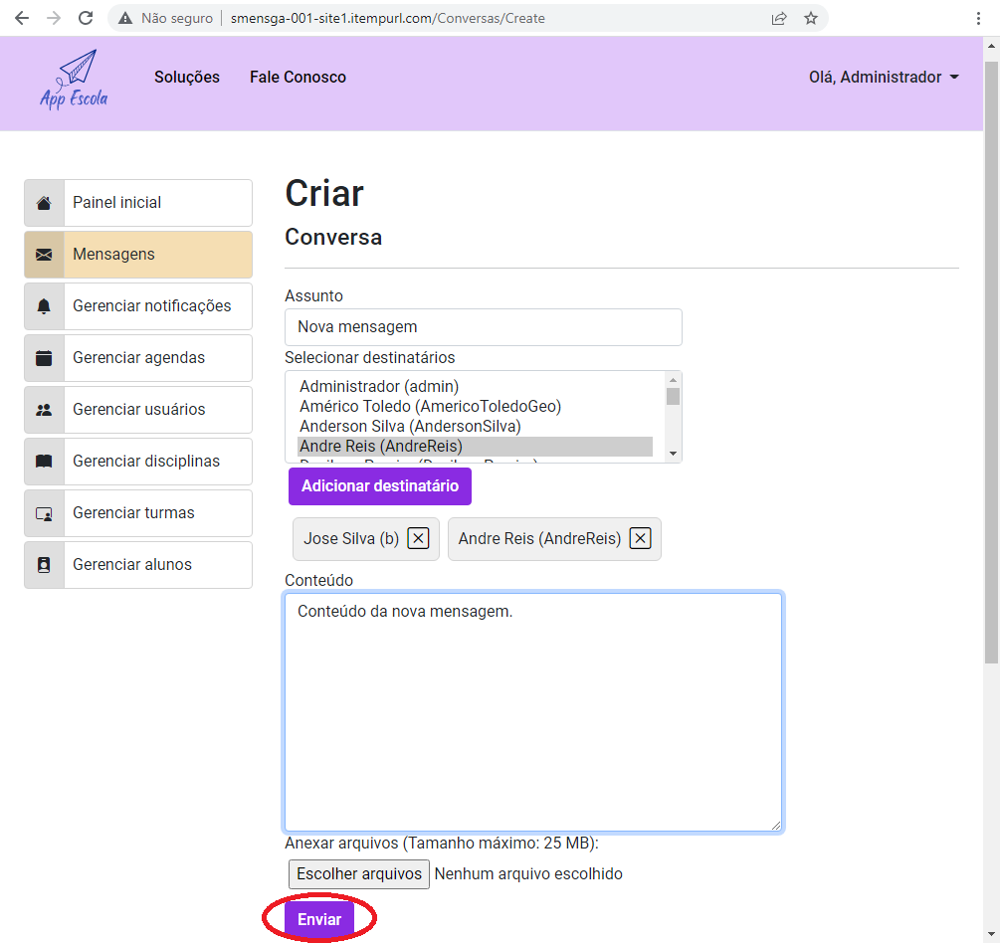 Não seguro smensga-001-site1.itempurl.com/Conversas/Create
App Escola
Soluções
Fale Conosco
Olá, Administrador
Painel inicial
Mensagens
Gerenciar notificações
Gerenciar agendas
Gerenciar usuários
Gerenciar disciplinas
Gerenciar turmas
Gerenciar alunos
Criar
Conversa
Assunto
Nova mensagem
Selecionar destinatários
Administrador (admin)
Américo Toledo (AmericoToledoGeo)
Anderson Silva (AndersonSilva)
Andre Reis (AndreReis)
Adicionar destinatário
Jose Silva (b) Andre Reis (AndreReis)
Conteúdo
Conteúdo da nova mensagem.
Anexar arquivos (Tamanho máximo: 25 MB):
Escolher arquivos Nenhum arquivo escolhido
Enviar